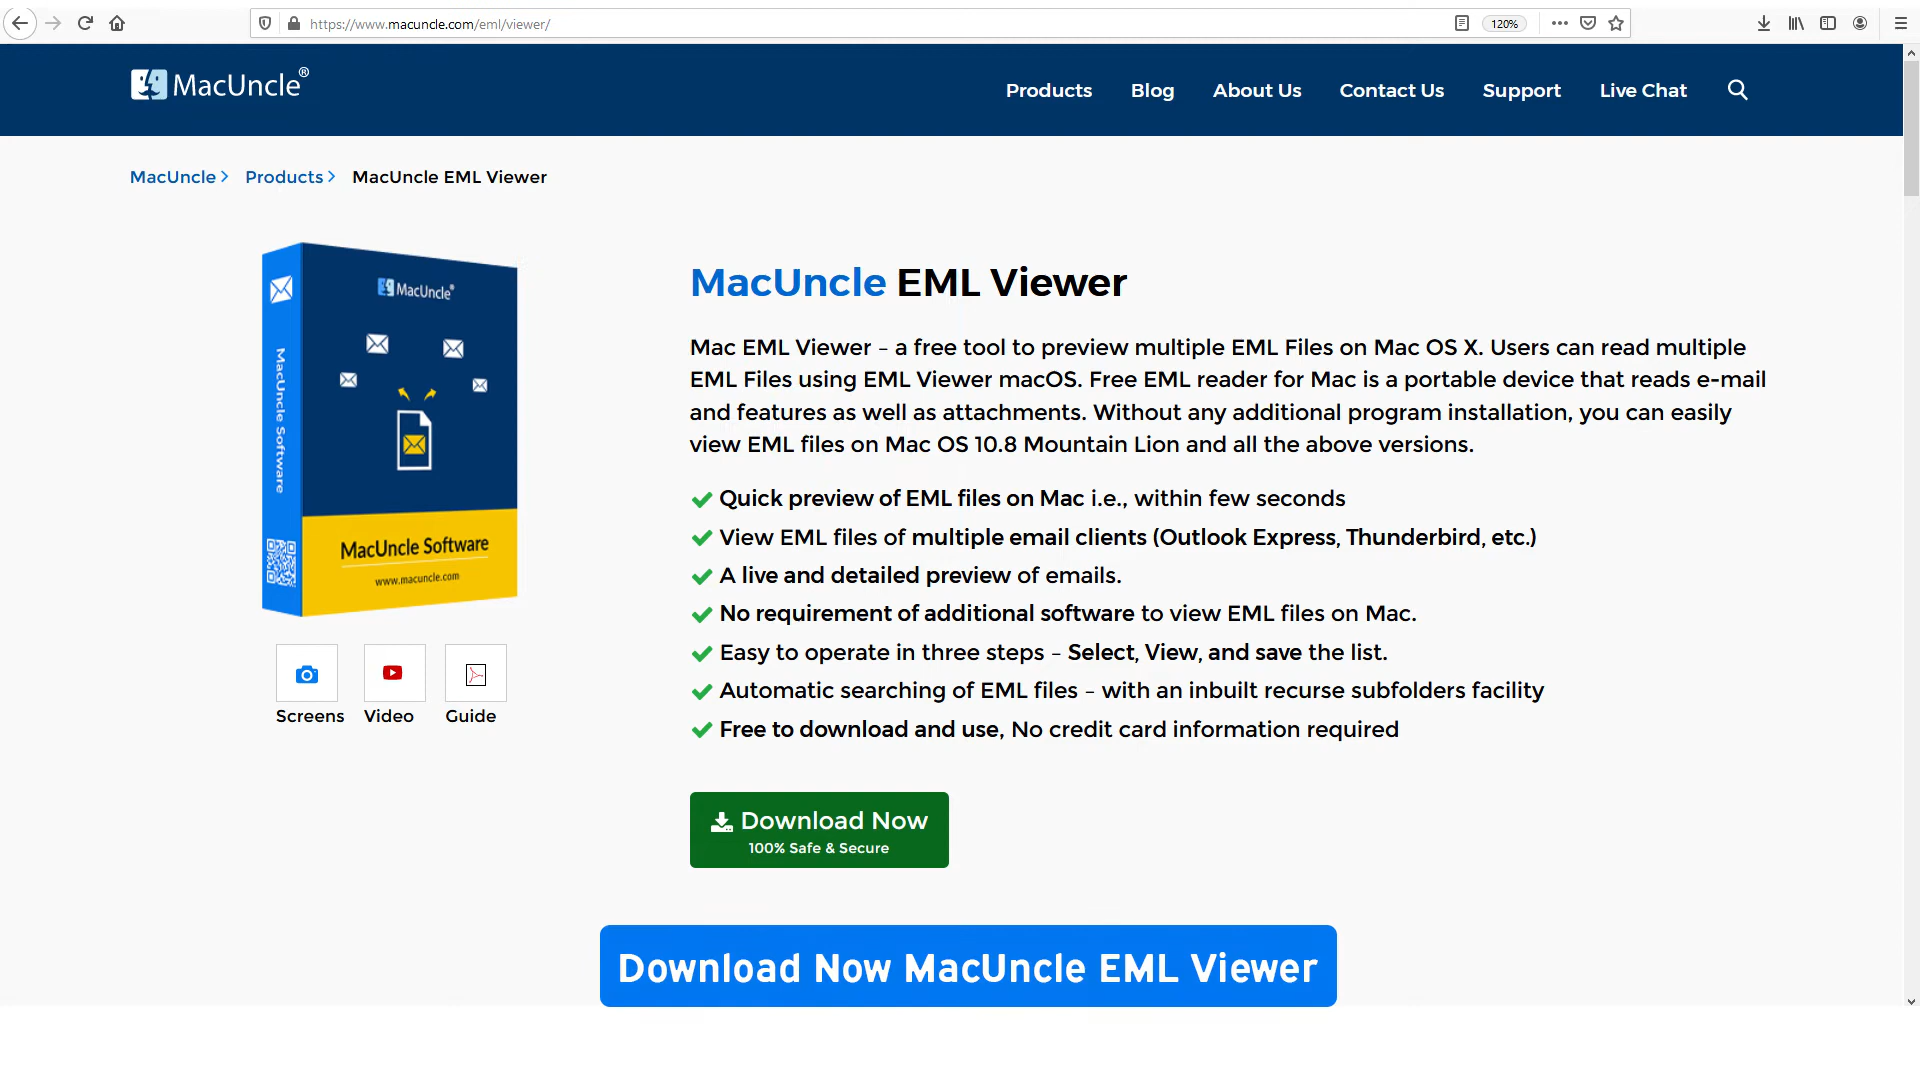 https://www.macuncle.com/eml/viewer/
120%
MacUncle®
Products
Blog
About Us
Contact Us
Support
Live Chat
MacUncle
Products
MacUncle EML Viewer
MacUncle®
MacUncle Software
MacUncle Software
www.macuncle.com
Screens
Video
Guide
MacUncle EML Viewer
Mac EML Viewer – a free tool to preview multiple EML Files on Mac OS X. Users can read multiple
EML Files using EML Viewer macOS. Free EML reader for Mac is a portable device that reads e-mail
and features as well as attachments. Without any additional program installation, you can easily
view EML files on Mac OS 10.8 Mountain Lion and all the above versions.
Quick preview of EML files on Mac i.e., within few seconds
View EML files of multiple email clients (Outlook Express, Thunderbird, etc.)
A live and detailed preview of emails.
No requirement of additional software to view EML files on Mac.
Easy to operate in three steps – Select, View, and save the list.
Automatic searching of EML files – with an inbuilt recurse subfolders facility
Free to download and use, No credit card information required
Download Now
100% Safe & Secure
Download Now MacUncle EML Viewer